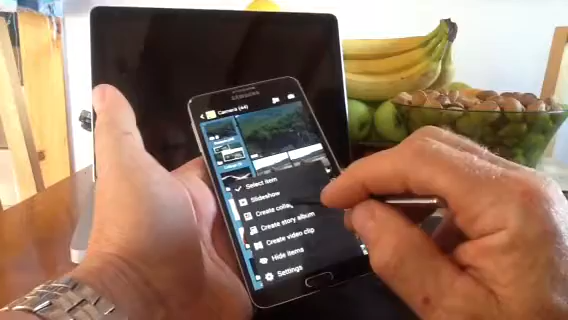 SAMSUNG
Camera (44)
Select item
Slideshow
Create collage
Create story album
Create video clip
Hide items
Settings